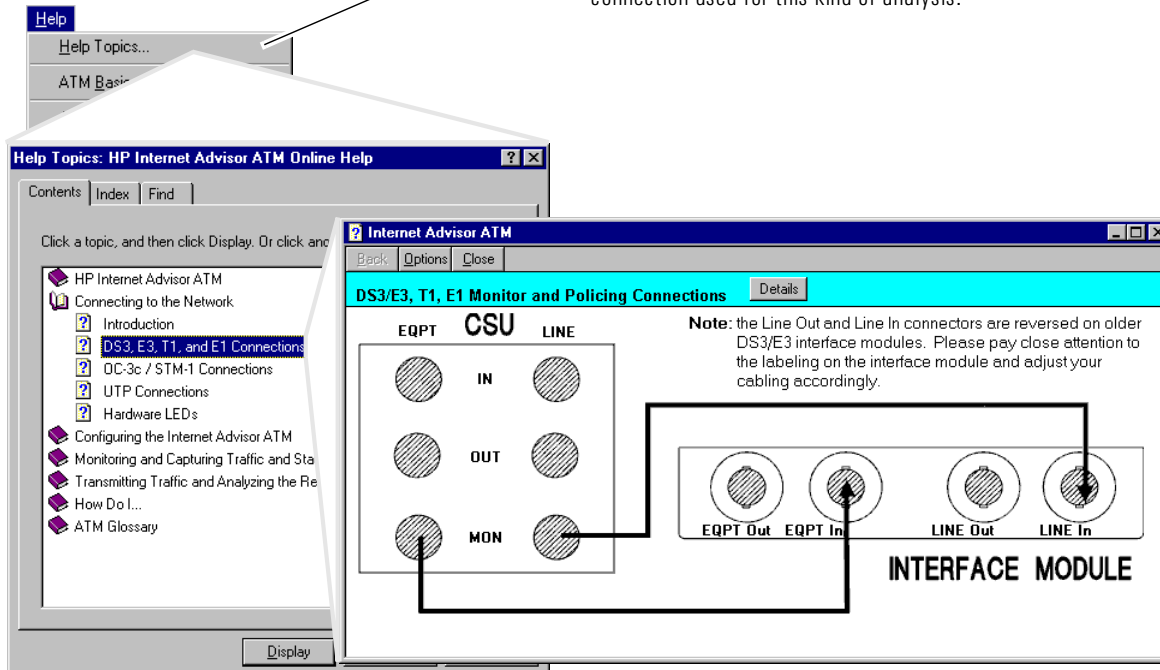 connection used for this kind of analysis.
Help
Help Topics...
ATM Basic
Help Topics: HP Internet Advisor ATM Online Help
Contents
Index
Find
Click a topic, and then click Display. Or click
HP Internet Advisor ATM
Connecting to the Network
Introduction
DS3, E3, T1, and E1 Connections
OC-3c / STM-1 Connections
UTP Connections
Hardware LEDs
Configuring the Internet Advisor ATM
Monitoring and Capturing Traffic and Sta
Transmitting Traffic and Analyzing the Re
How Do I...
ATM Glossary
Display
Internet Advisor ATM
Back Options Close
DS3/E3, T1, E1 Monitor and Policing Connections Details
EQPT CSU LINE
IN
OUT
MON
Note: the Line Out and Line In connectors are reversed on older
DS3/E3 interface modules. Please pay close attention to
the labeling on the interface module and adjust your
cabling accordingly.
EQPT Out EQPT In LINE Out LINE In
INTERFACE MODULE